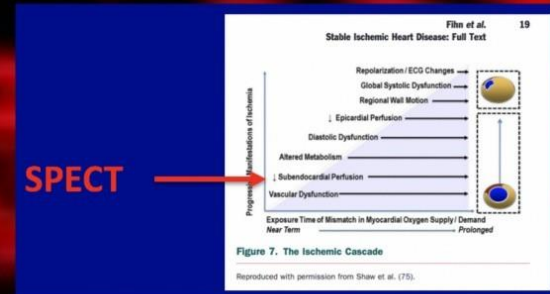 Fihn et al. 19
Stable Ischemic Heart Disease: Full Text
Repolarization / ECG Changes
Global Systolic Dysfunction
Regional Wall Motion
↓ Epicardial Perfusion
Diastolic Dysfunction
Altered Metabolism
SPECT
↓ Subendocardial Perfusion
Vascular Dysfunction
Manifestations of Ischemia
Exposure Time of Mismatch in Myocardial Oxygen Supply / Demand
Near Term Prolonged
Figure 7. The Ischemic Cascade
Reproduced with permission from Shaw et al. (75).